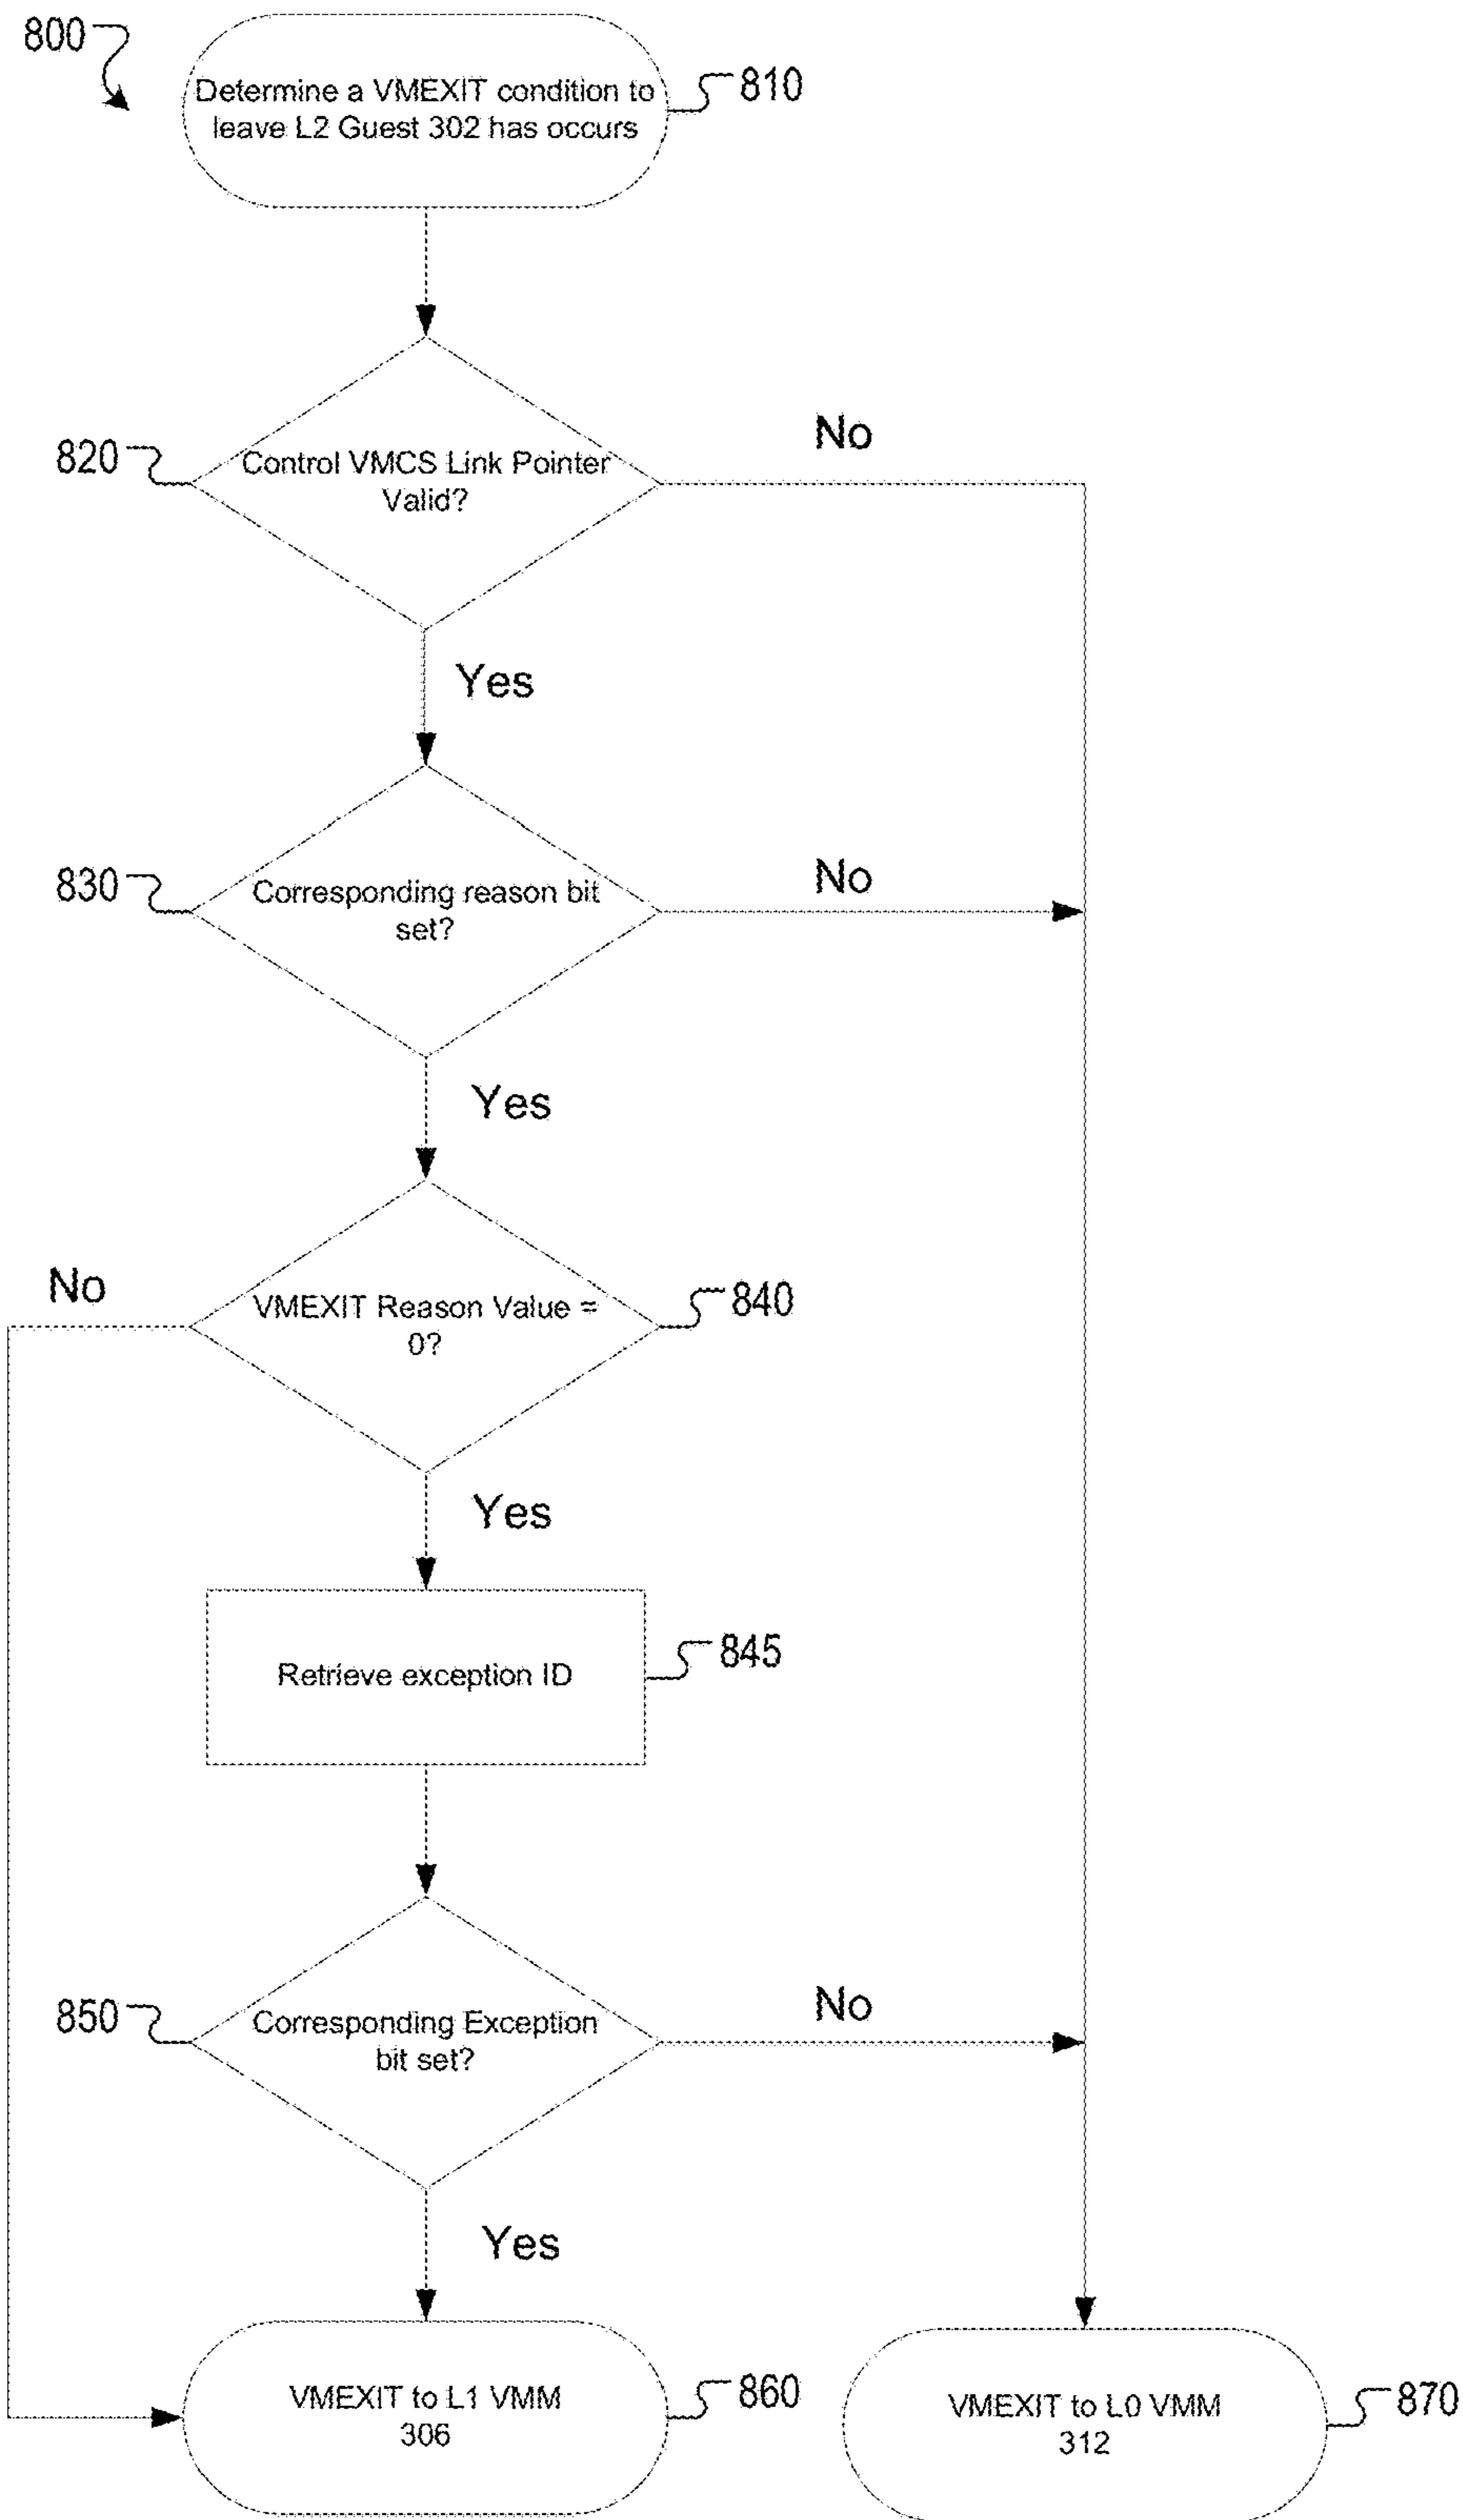 800
Determine a VMEXIT condition to
leave L2 Guest 302 has occurs
810
820
Control VMCS Link Pointer
Valid?
No
Yes
830
Corresponding reason bit
set?
No
Yes
No
VMEXIT Reason Value =
0?
840
Yes
Retrieve exception ID
845
850
Corresponding Exception
bit set?
No
Yes
VMEXIT to L1 VMM
306
860
VMEXIT to L0 VMM
312
870